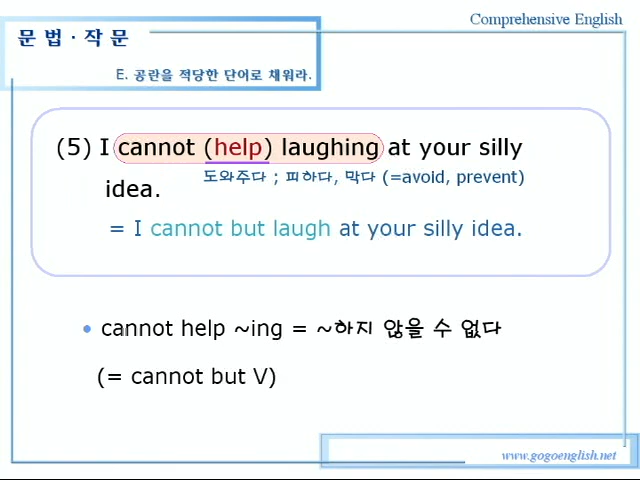 Comprehensive English
문 법 · 작 문
E. 공란을 적당한 단어로 채워라.
(5) I cannot (help) laughing at your silly
도와주다 ; 피하다, 막다 (=avoid, prevent)
idea.
= I cannot but laugh at your silly idea.
• cannot help ~ing = ~하지 않을 수 없다
(= cannot but V)
www.gogoenglish.net